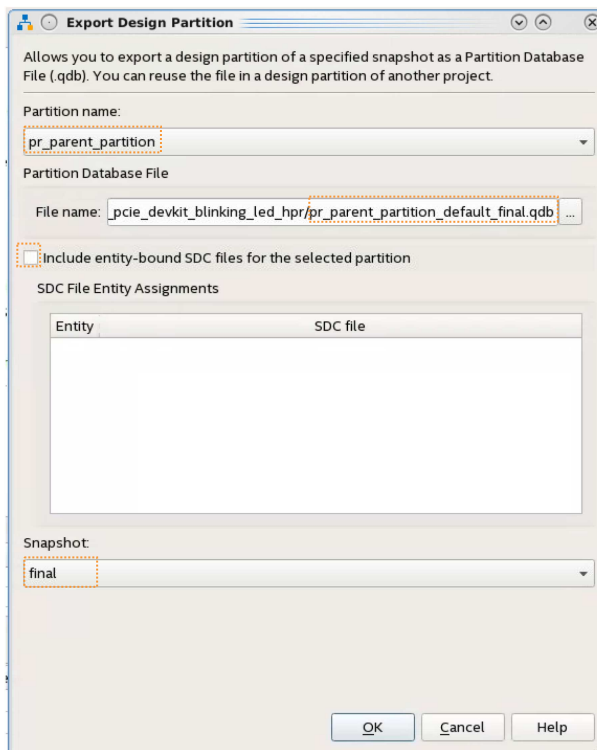 Export Design Partition
Allows you to export a design partition of a specified snapshot as a Partition Database
File (.qdb). You can reuse the file in a design partition of another project.
Partition name:
pr_parent_partition
Partition Database File
File name: _pcie_devkit_blinking_led_hpr/pr_parent_partition_default_final.qdb ...
Include entity-bound SDC files for the selected partition
SDC File Entity Assignments
Entity SDC file
Snapshot:
final
OK Cancel Help